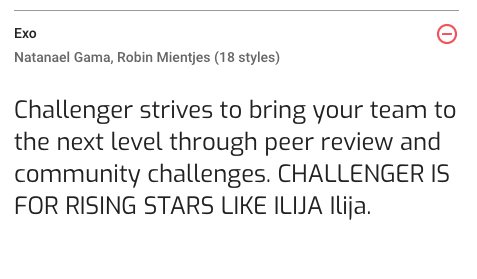 Exo
Natanael Gama, Robin Mientjes (18 styles)
Challenger strives to bring your team to
the next level through peer review and
community challenges. CHALLENGER IS
FOR RISING STARS LIKE ILIJA Ilija.